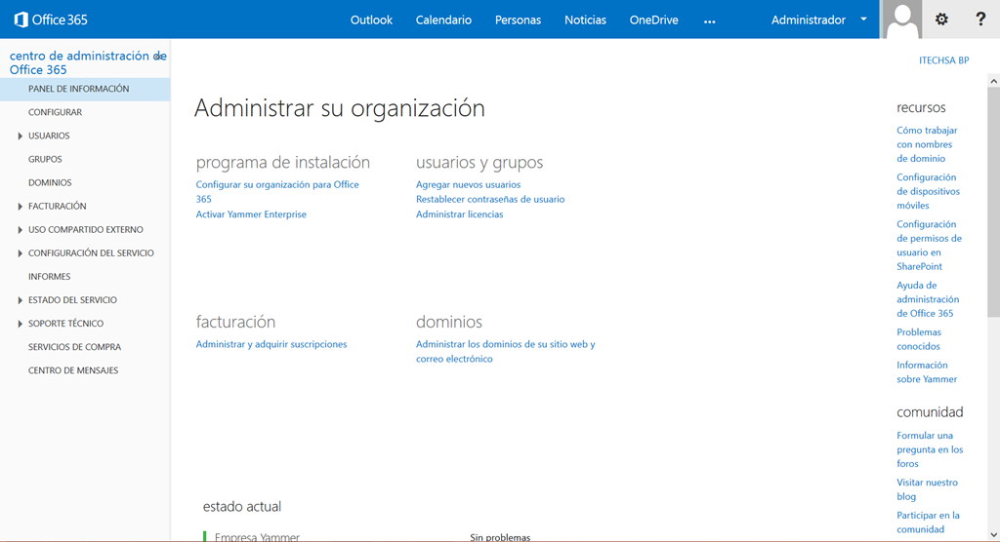 Office 365
Outlook
Calendario
Personas
Noticias
OneDrive
...
Administrador
?
centro de administración de
Office 365
PANEL DE INFORMACIÓN
CONFIGURAR
USUARIOS
GRUPOS
DOMINIOS
FACTURACIÓN
USO COMPARTIDO EXTERNO
CONFIGURACIÓN DEL SERVICIO
INFORMES
ESTADO DEL SERVICIO
SOPORTE TÉCNICO
SERVICIOS DE COMPRA
CENTRO DE MENSAJES
ITECHSA BP
Administrar su organización
programa de instalación
Configurar su organización para Office
365
Activar Yammer Enterprise
usuarios y grupos
Agregar nuevos usuarios
Restablecer contraseñas de usuario
Administrar licencias
facturación
Administrar y adquirir suscripciones
dominios
Administrar los dominios de su sitio web y
correo electrónico
estado actual
Empresa Yammer
Sin problemas
recursos
Cómo trabajar
con nombres
de dominio
Configuración
de dispositivos
móviles
Configuración
de permisos de
usuario en
SharePoint
Ayuda de
administración
de Office 365
Problemas
conocidos
Información
sobre Yammer
comunidad
Formular una
pregunta en los
foros
Visitar nuestro
blog
Participar en la
comunidad